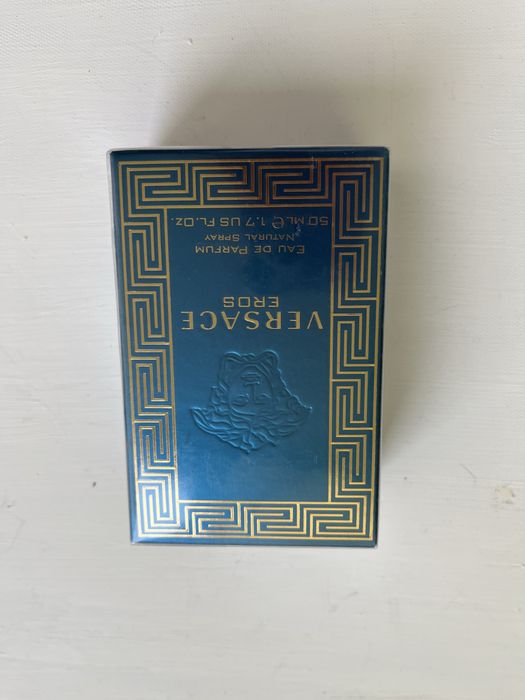 VERSACE
EROS
EAU DE PARFUM
NATURAL SPRAY
50 ML ℮ 1.7 US FL.OZ.